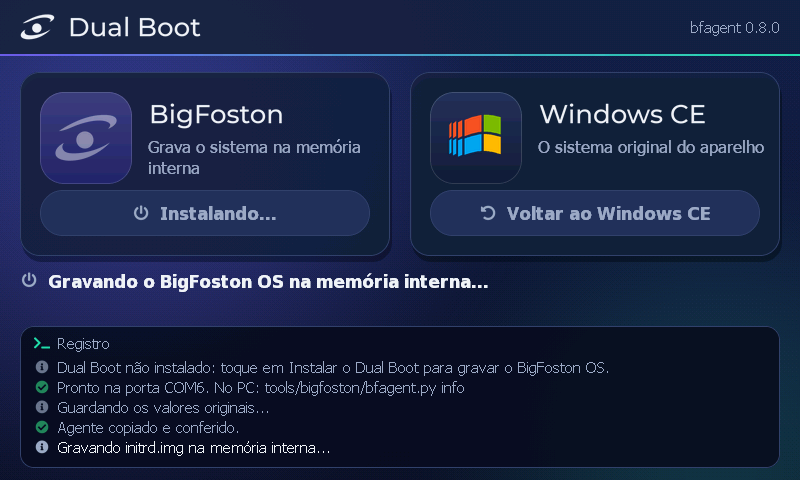 Dual Boot
bfagent 0.8.0
BigFoston
Grava o sistema na memória
interna
Instalando...
Windows CE
O sistema original do aparelho
Voltar ao Windows CE
Gravando o BigFoston OS na memória interna...
Registro
Dual Boot não instalado: toque em Instalar o Dual Boot para gravar o BigFoston OS.
Pronto na porta COM6. No PC: tools/bigfoston/bfagent.py info
Guardando os valores originais...
Agente copiado e conferido.
Gravando initrd.img na memória interna...